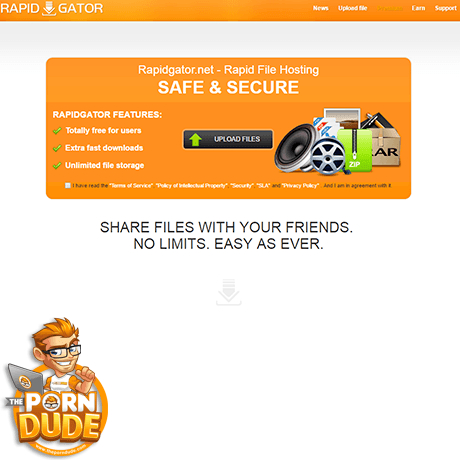 RAPID GATOR
News Upload file Earn Support
Rapidgator.net - Rapid File Hosting
SAFE & SECURE
RAPIDGATOR FEATURES:
Totally free for users
Extra fast downloads
Unlimited file storage
UPLOAD FILES
ZIP
AR
I have read the "Terms of Service" "Policy of Intellectual Property" "Security" "SLA" and "Privacy Policy". And I am in agreement with it.
SHARE FILES WITH YOUR FRIENDS.
NO LIMITS. EASY AS EVER.
THE
PORN
DUDE
www.theporndude.com